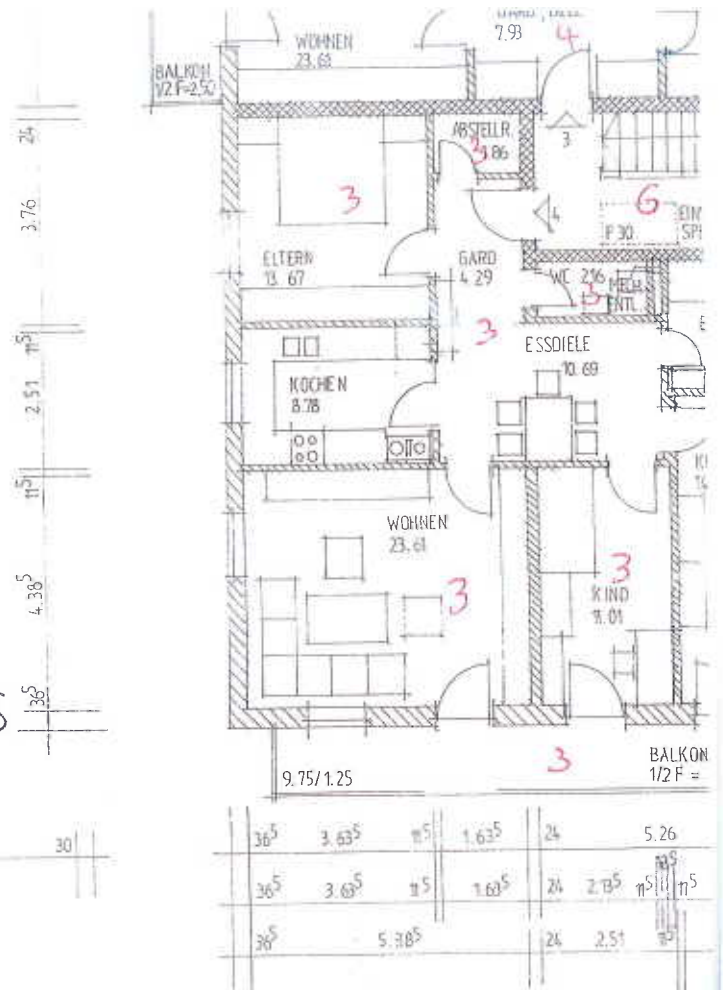 WOHNEN
23.61
7.93
4
BALKON
1/2 F=2,50
ABSTELLR.
3
3
3
6
4
F 30
ELTERN
13.67
GARD
4.29
WC 2.16
3
MECH.
ENTL.
3
ESSDIELE
10.69
KOCHEN
8.78
WOHNEN
23.61
3
3
KIND
11.01
3
BALKON
1/2 F =
9.75/1.25
24
3.76
11⁵
2.51
11⁵
4.38⁵
36⁵
30
36⁵ 3.63⁵ 11⁵ 1.63⁵ 24 5.26
36⁵ 3.63⁵ 11⁵ 1.63⁵ 24 2.13⁵ 11⁵ 11⁵
36⁵ 5.38⁵ 24 2.51